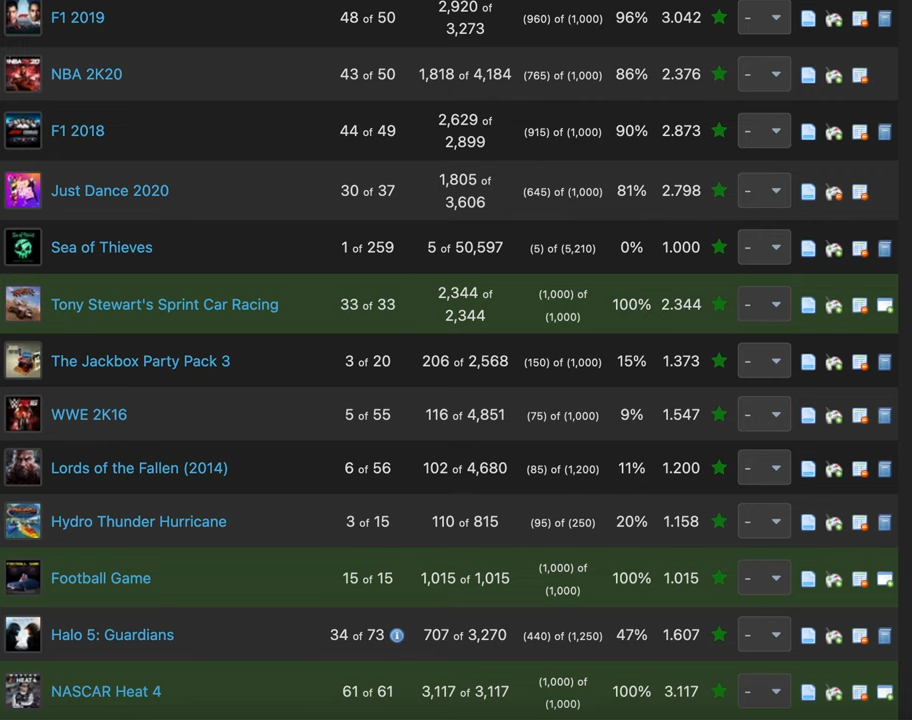 F1 2019 48 of 50 2,920 of 3,273 (960) of (1,000) 96% 3.042 -
NBA 2K20 43 of 50 1,818 of 4,184 (765) of (1,000) 86% 2.376 -
F1 2018 44 of 49 2,629 of 2,899 (915) of (1,000) 90% 2.873 -
Just Dance 2020 30 of 37 1,805 of 3,606 (645) of (1,000) 81% 2.798 -
Sea of Thieves 1 of 259 5 of 50,597 (5) of (5,210) 0% 1.000 -
Tony Stewart's Sprint Car Racing 33 of 33 2,344 of 2,344 (1,000) of (1,000) 100% 2.344 -
The Jackbox Party Pack 3 3 of 20 206 of 2,568 (150) of (1,000) 15% 1.373 -
WWE 2K16 5 of 55 116 of 4,851 (75) of (1,000) 9% 1.547 -
Lords of the Fallen (2014) 6 of 56 102 of 4,680 (85) of (1,200) 11% 1.200 -
Hydro Thunder Hurricane 3 of 15 110 of 815 (95) of (250) 20% 1.158 -
Football Game 15 of 15 1,015 of 1,015 (1,000) of (1,000) 100% 1.015 -
Halo 5: Guardians 34 of 73 707 of 3,270 (440) of (1,250) 47% 1.607 -
NASCAR Heat 4 61 of 61 3,117 of 3,117 (1,000) of (1,000) 100% 3.117 -